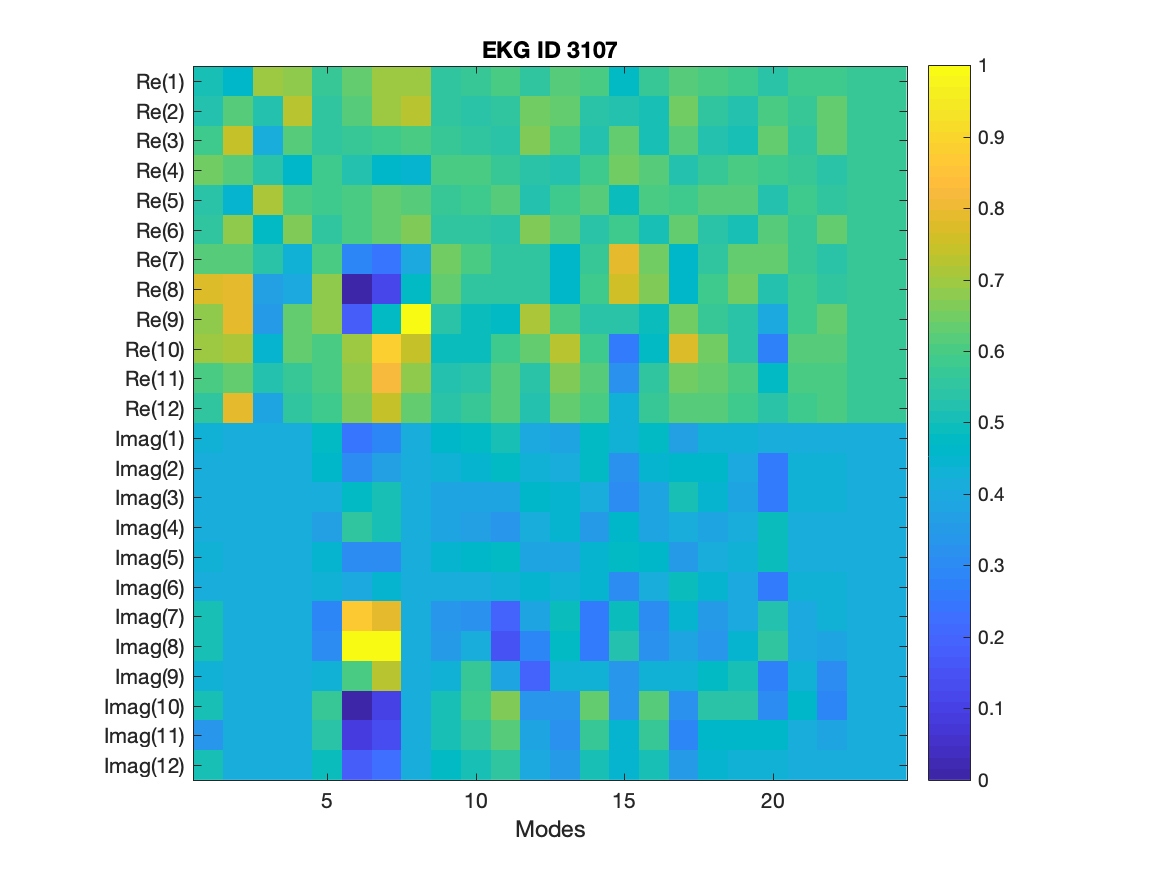 EKG ID 3107
Re(1)
Re(2)
Re(3)
Re(4)
Re(5)
Re(6)
Re(7)
Re(8)
Re(9)
Re(10)
Re(11)
Re(12)
Imag(1)
Imag(2)
Imag(3)
Imag(4)
Imag(5)
Imag(6)
Imag(7)
Imag(8)
Imag(9)
Imag(10)
Imag(11)
Imag(12)
5 10 15 20
Modes
1
0.9
0.8
0.7
0.6
0.5
0.4
0.3
0.2
0.1
0